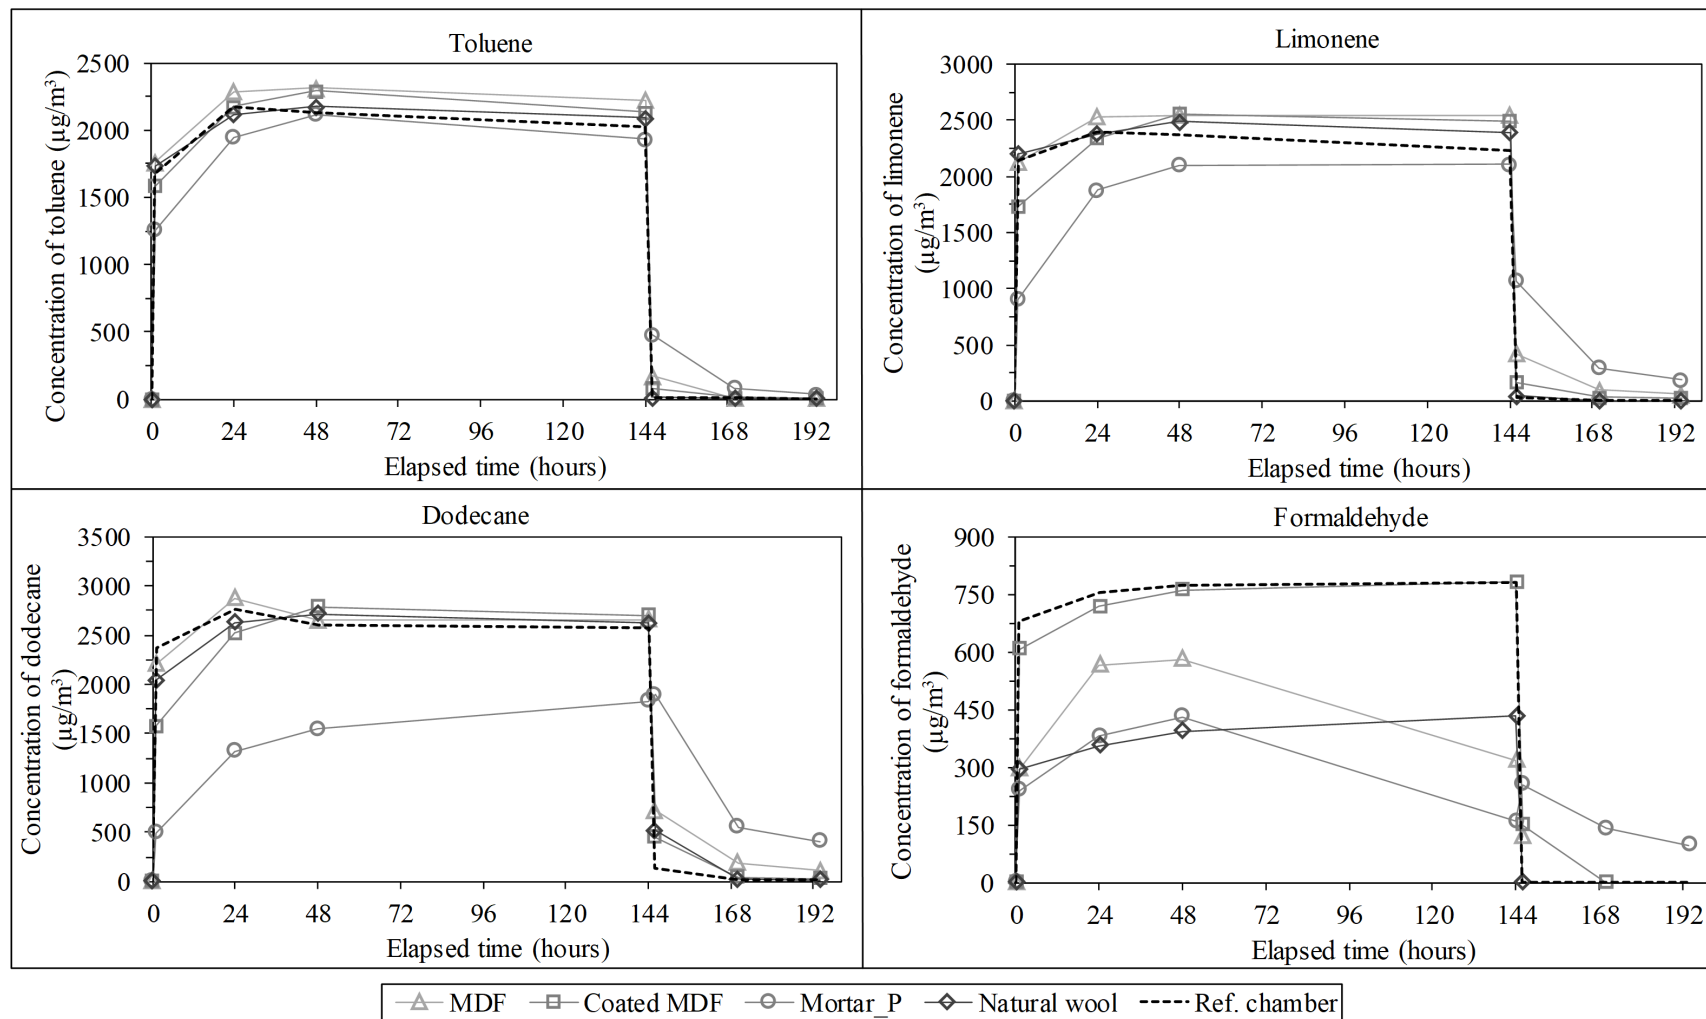 Toluene
Concentration of toluene (µg/m³)
2500
2000
1500
1000
500
0
0 24 48 72 96 120 144 168 192
Elapsed time (hours)
Limonene
Concentration of limonene
(µg/m³)
3000
2500
2000
1500
1000
500
0
0 24 48 72 96 120 144 168 192
Elapsed time (hours)
Dodecane
Concentration of dodecane
(µg/m³)
3500
3000
2500
2000
1500
1000
500
0
0 24 48 72 96 120 144 168 192
Elapsed time (hours)
Formaldehyde
Concentration of formaldehyde
(µg/m³)
900
750
600
450
300
150
0
0 24 48 72 96 120 144 168 192
Elapsed time (hours)
MDF Coated MDF Mortar_P Natural wool Ref. chamber